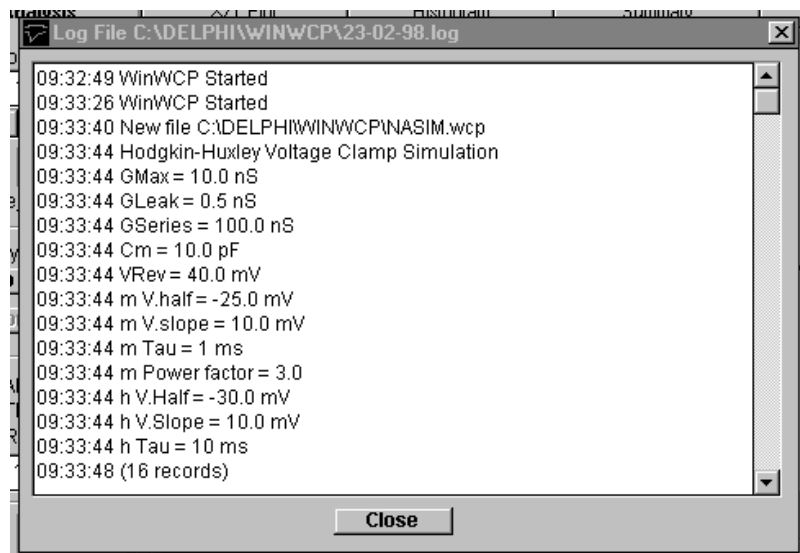 Analysis X/Y Plot Histogram Summary
Log File C:\DELPHI\WINWCP\23-02-98.log
09:32:49 WinWCP Started
09:33:26 WinWCP Started
09:33:40 New file C:\DELPHI\WINWCP\NASIM.wcp
09:33:44 Hodgkin-Huxley Voltage Clamp Simulation
09:33:44 GMax = 10.0 nS
09:33:44 GLeak = 0.5 nS
09:33:44 GSeries = 100.0 nS
09:33:44 Cm = 10.0 pF
09:33:44 VRev = 40.0 mV
09:33:44 m V.half = -25.0 mV
09:33:44 m V.slope = 10.0 mV
09:33:44 m Tau = 1 ms
09:33:44 m Power factor = 3.0
09:33:44 h V.Half = -30.0 mV
09:33:44 h V.Slope = 10.0 mV
09:33:44 h Tau = 10 ms
09:33:48 (16 records)
Close